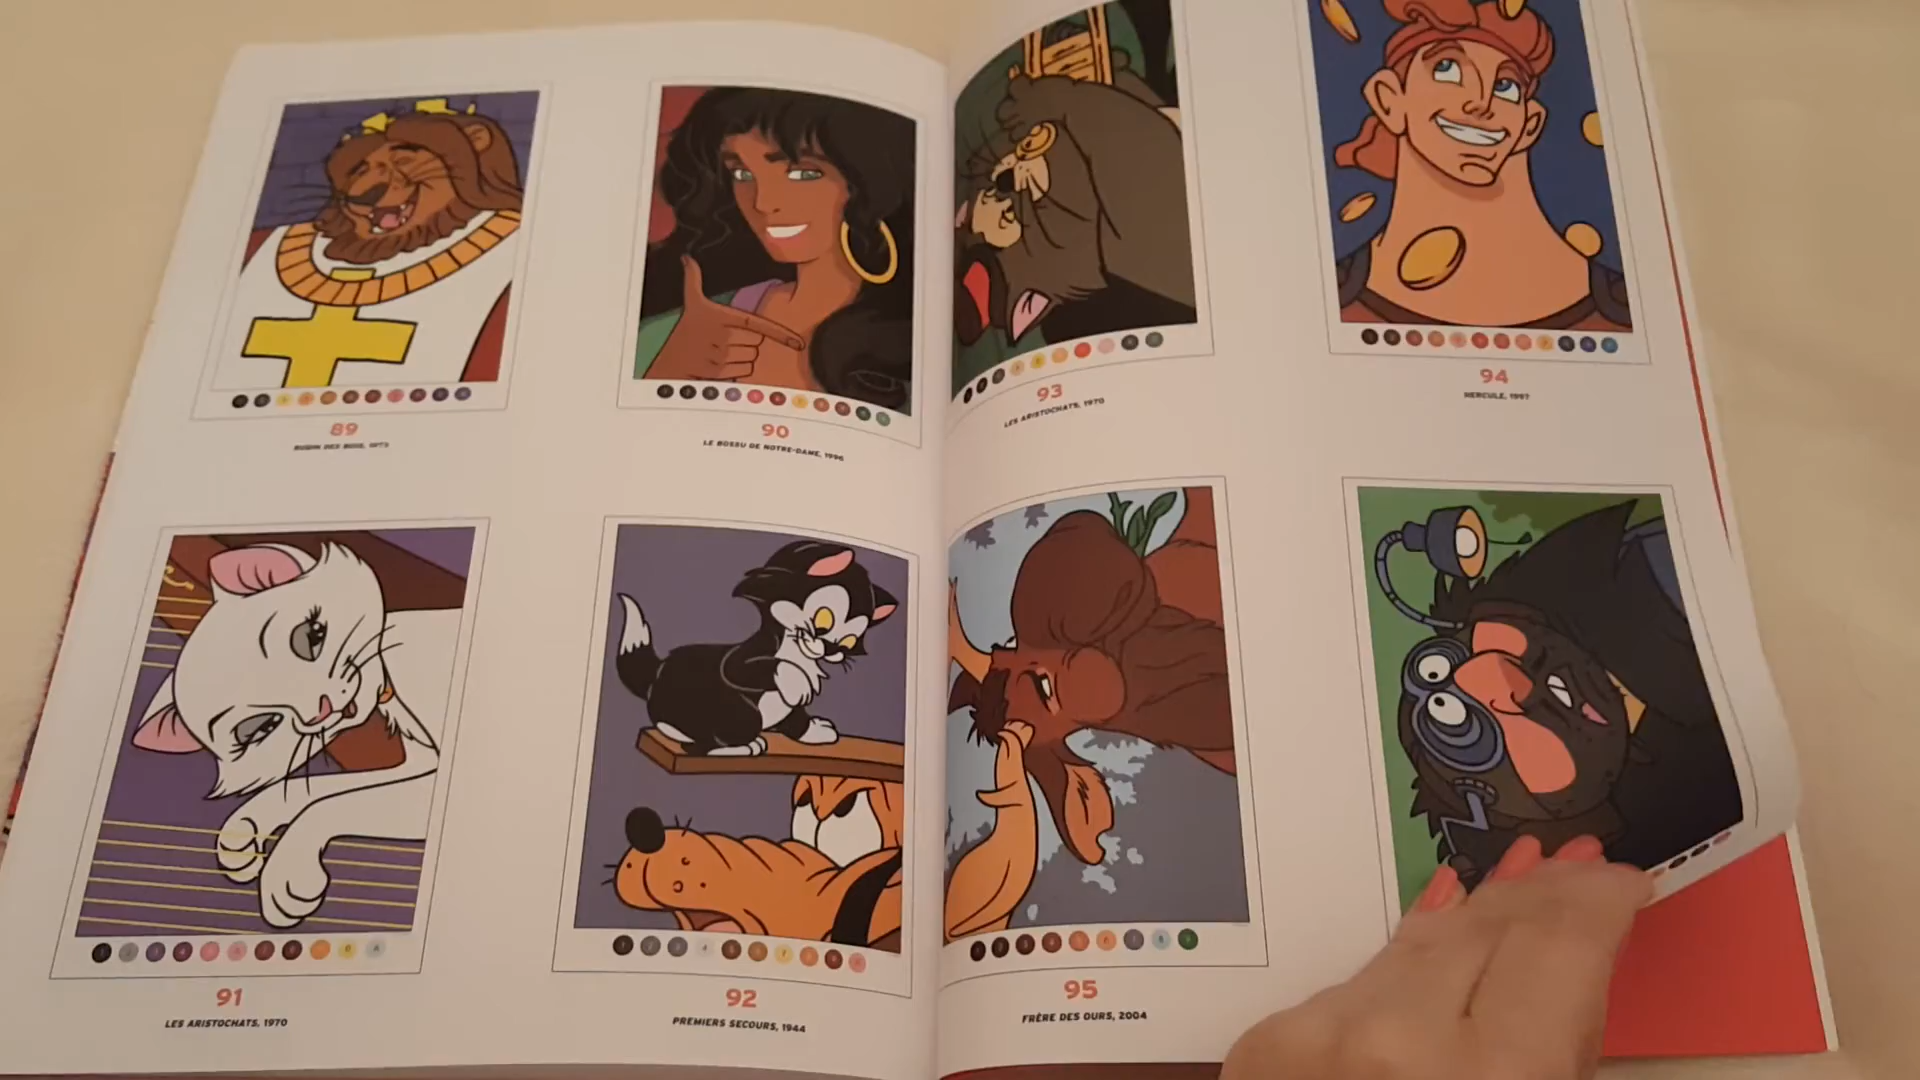 89
ROBIN DES BOIS, 1973
90
LE BOSSU DE NOTRE-DAME, 1996
93
LES ARISTOCHATS, 1970
94
HERCULE, 1997
91
LES ARISTOCHATS, 1970
92
PREMIERS SECOURS, 1944
95
FRÈRE DES OURS, 2004